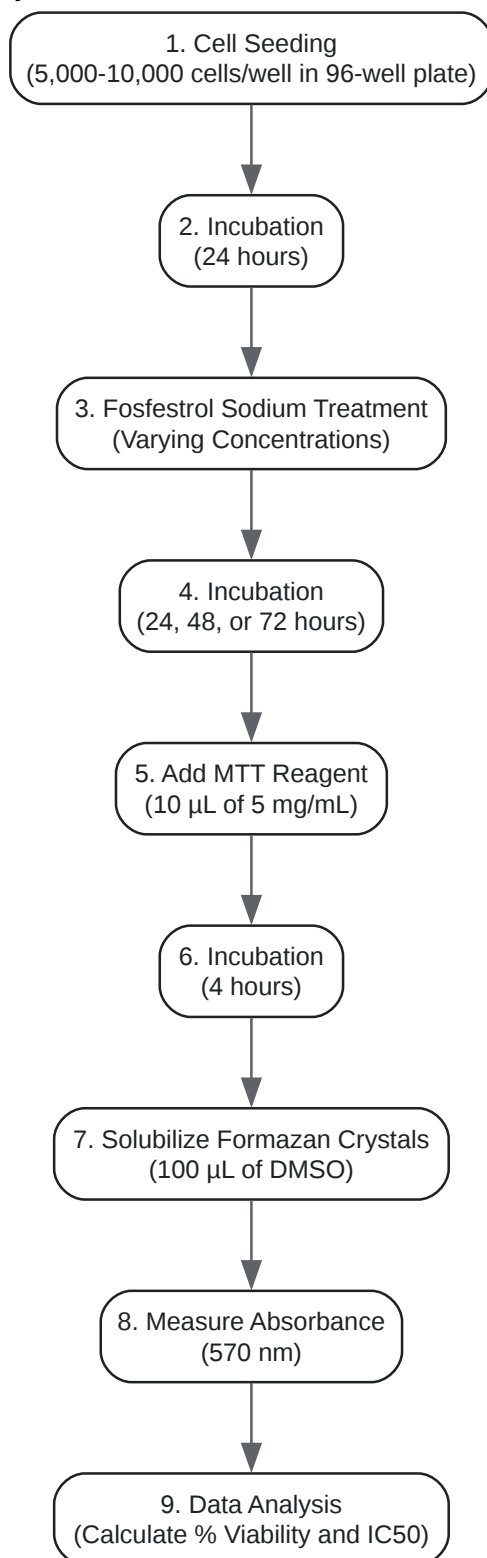 1. Cell Seeding
(5,000-10,000 cells/well in 96-well plate)
2. Incubation
(24 hours)
3. Fosfestrol Sodium Treatment
(Varying Concentrations)
4. Incubation
(24, 48, or 72 hours)
5. Add MTT Reagent
(10 µL of 5 mg/mL)
6. Incubation
(4 hours)
7. Solubilize Formazan Crystals
(100 µL of DMSO)
8. Measure Absorbance
(570 nm)
9. Data Analysis
(Calculate % Viability and IC50)